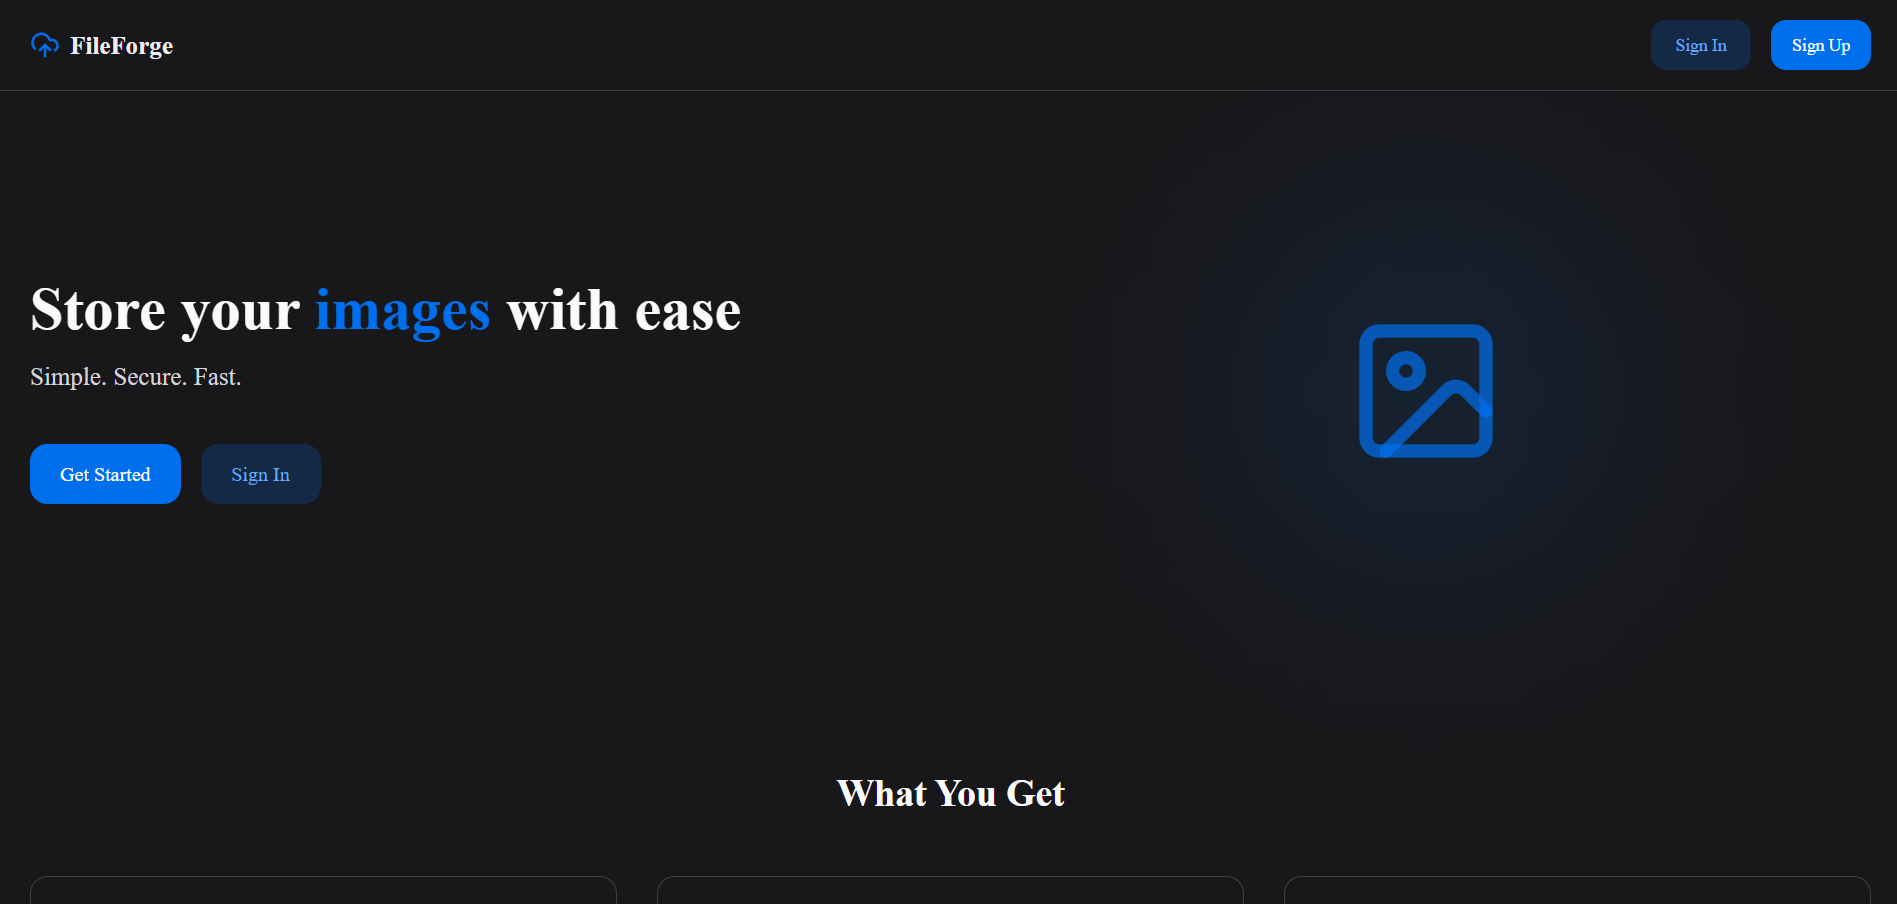 FileForge
Sign In
Sign Up
Store your images with ease
Simple. Secure. Fast.
Get Started
Sign In
What You Get